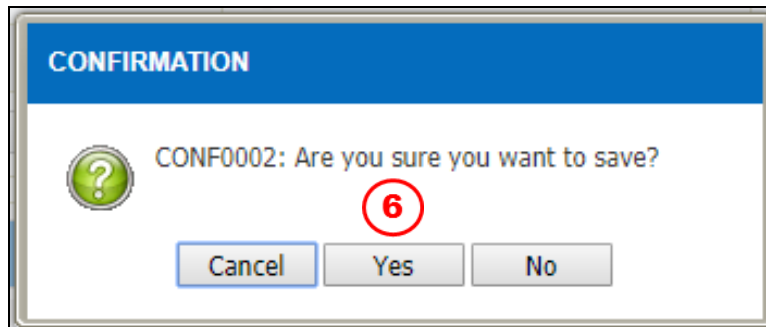 CONFIRMATION
CONF0002: Are you sure you want to save?
6
Cancel Yes No